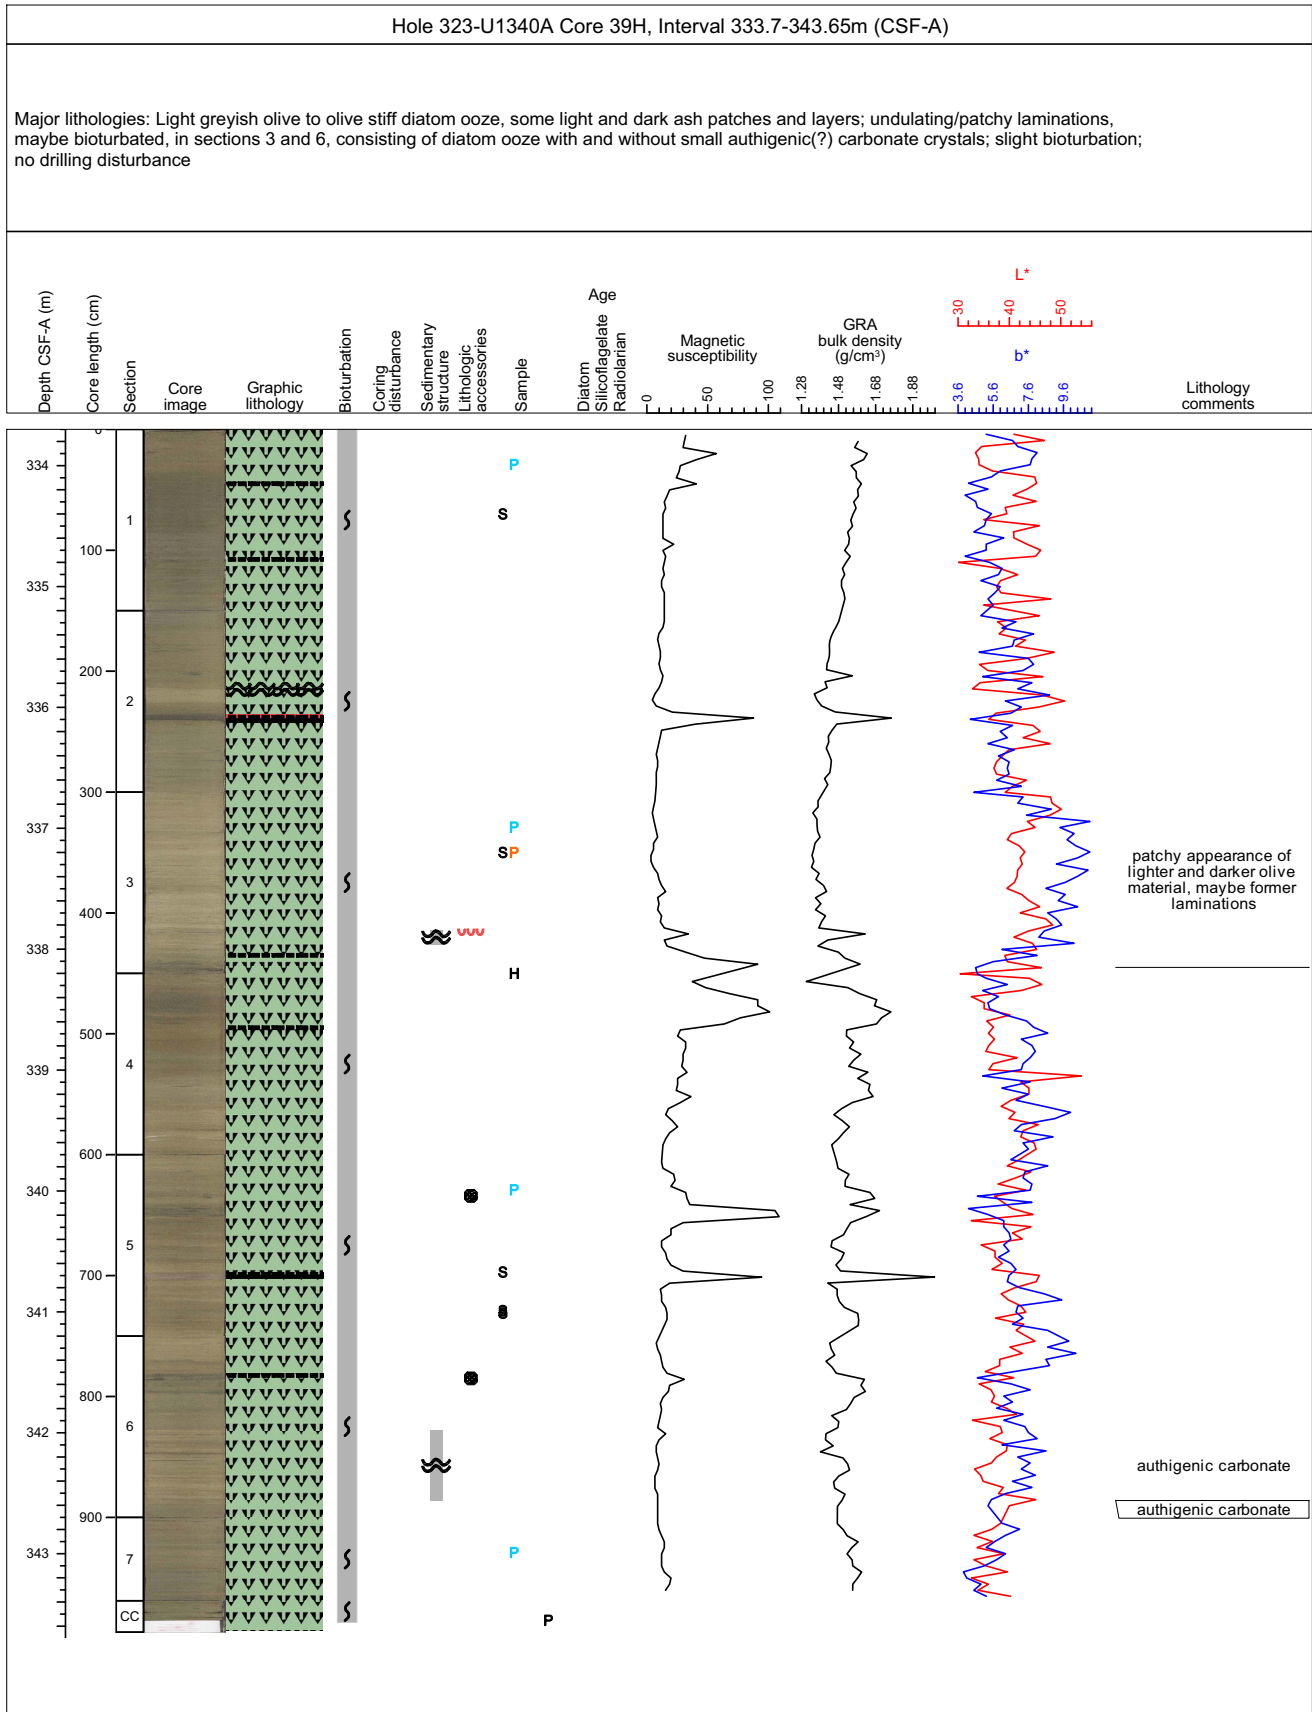 Hole 323-U1340A Core 39H, Interval 333.7-343.65m (CSF-A)
Major lithologies: Light greyish olive to olive stiff diatom ooze, some light and dark ash patches and layers; undulating/patchy laminations,
maybe bioturbated, in sections 3 and 6, consisting of diatom ooze with and without small authigenic(?) carbonate crystals; slight bioturbation;
no drilling disturbance
Depth CSF-A (m)
Core length (cm)
Section
Core
image
Graphic
lithology
Bioturbation
Coring
disturbance
Sedimentary
structure
Lithologic
accessories
Sample
Age
Diatom
Silicoflagelate
Radiolarian
Magnetic
susceptibility
0 50 100
GRA
bulk density
(g/cm³)
1.28 1.48 1.68 1.88
L*
30 40 50
b*
3.6 5.6 7.6 9.6
Lithology
comments
0
334 P
1 S
100
335
200
2
336
300
337 P
S P
patchy appearance of
lighter and darker olive
material, maybe former
laminations
3
400
338
H
500
4
339
600
340 P
5
S
700
341
S
800
6
342
authigenic carbonate
authigenic carbonate
900
343 P
7
CC P